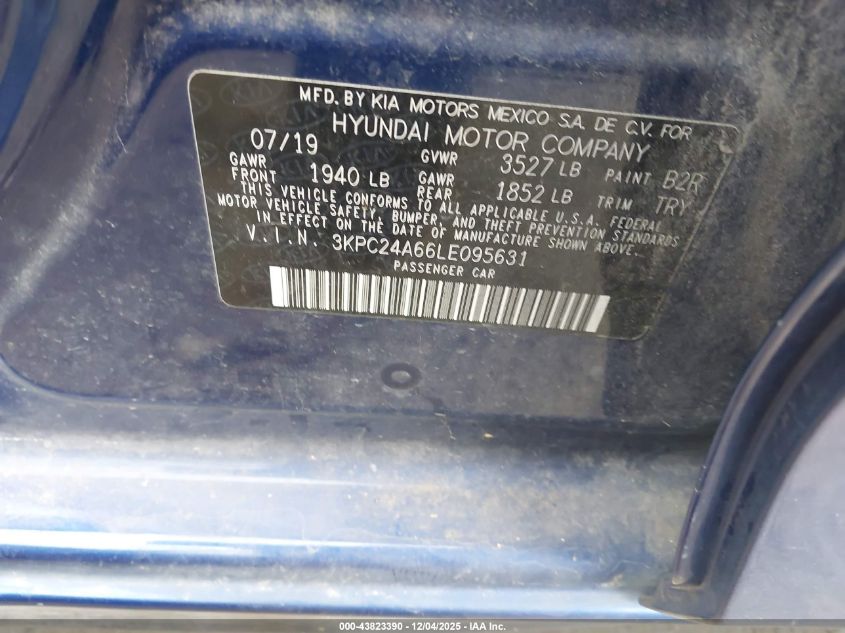 MFD. BY KIA MOTORS MEXICO S.A. DE C.V. FOR
HYUNDAI MOTOR COMPANY
07/19 GVWR 3527 LB PAINT B2R
GAWR FRONT 1940 LB GAWR REAR 1852 LB TRIM TRY
THIS VEHICLE CONFORMS TO ALL APPLICABLE U.S.A. FEDERAL
MOTOR VEHICLE SAFETY, BUMPER, AND THEFT PREVENTION STANDARDS
IN EFFECT ON THE DATE OF MANUFACTURE SHOWN ABOVE.
V.I.N. 3KPC24A66LE095631
PASSENGER CAR
000-43823390 - 12/04/2025 - IAA Inc.